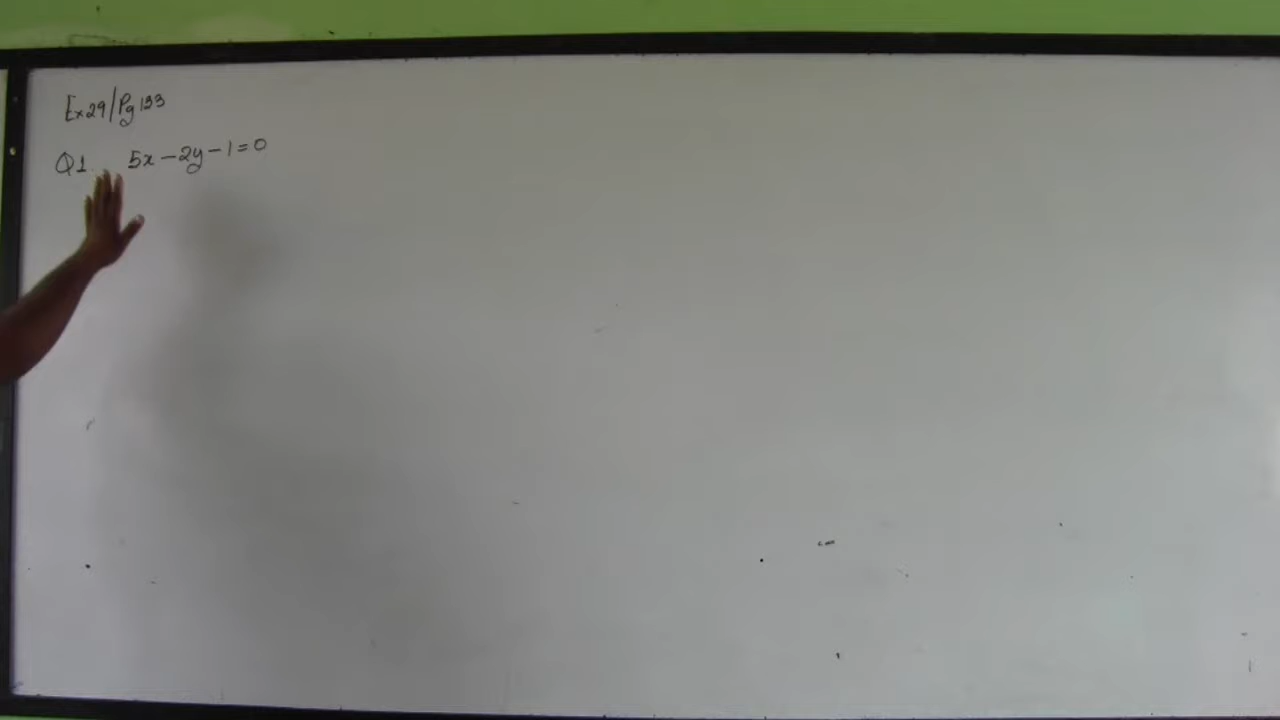 Ex29/Pg133
Q1. 5x - 2y - 1 = 0